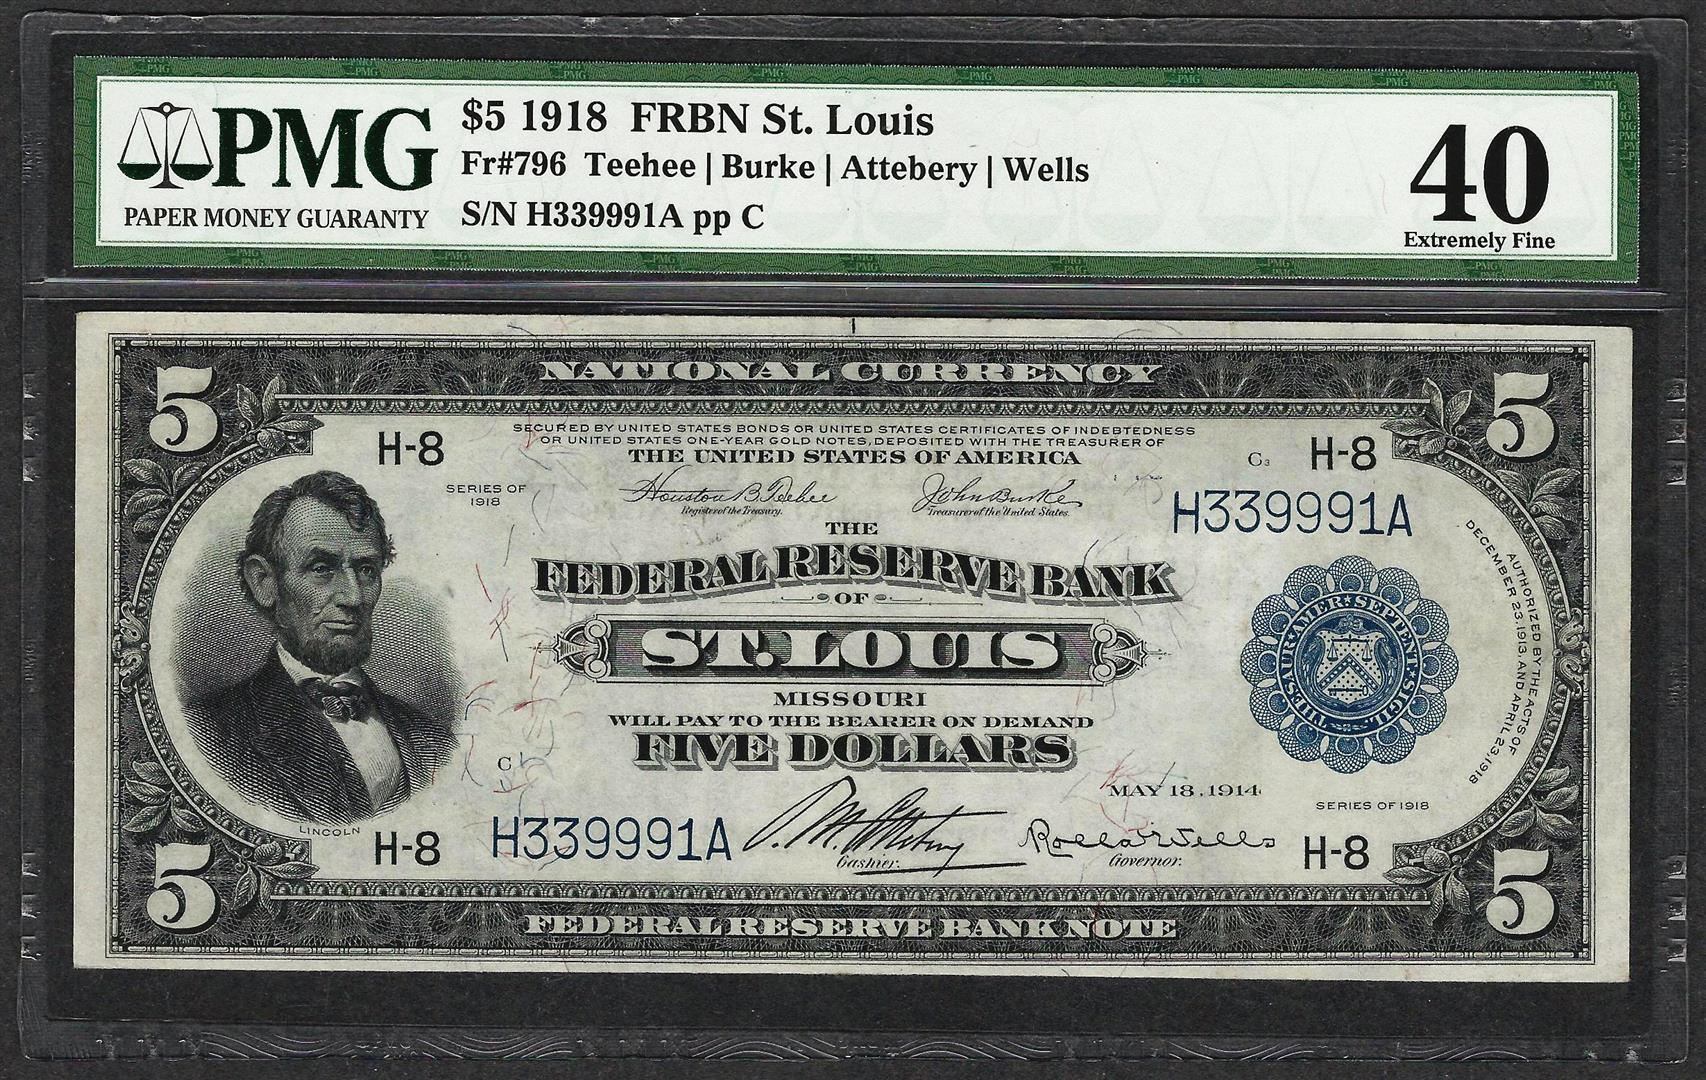 PMG
PAPER MONEY GUARANTY
$5 1918 FRBN St. Louis
Fr#796 Teehee | Burke | Attebery | Wells
S/N H339991A pp C
40
Extremely Fine
NATIONAL CURRENCY
5
5
SECURED BY UNITED STATES BONDS OR UNITED STATES CERTIFICATES OF INDEBTEDNESS
OR UNITED STATES ONE-YEAR GOLD NOTES, DEPOSITED WITH THE TREASURER OF
THE UNITED STATES OF AMERICA
H-8
C3 H-8
SERIES OF
1918
Houston B. Teehee
Register of the Treasury.
John Burke
Treasurer of the United States.
H339991A
THE
FEDERAL RESERVE BANK
OF
ST. LOUIS
MISSOURI
WILL PAY TO THE BEARER ON DEMAND
FIVE DOLLARS
THESAUR. AMER. SEPTENT. SIGIL.
AUTHORIZED BY THE ACTS OF
DECEMBER 23, 1913, AND APRIL 23, 1918
C
MAY 18, 1914
SERIES OF 1918
LINCOLN
H-8
H339991A
Cashier.
Rolla Wells
Governor.
H-8
5
5
FEDERAL RESERVE BANK NOTE